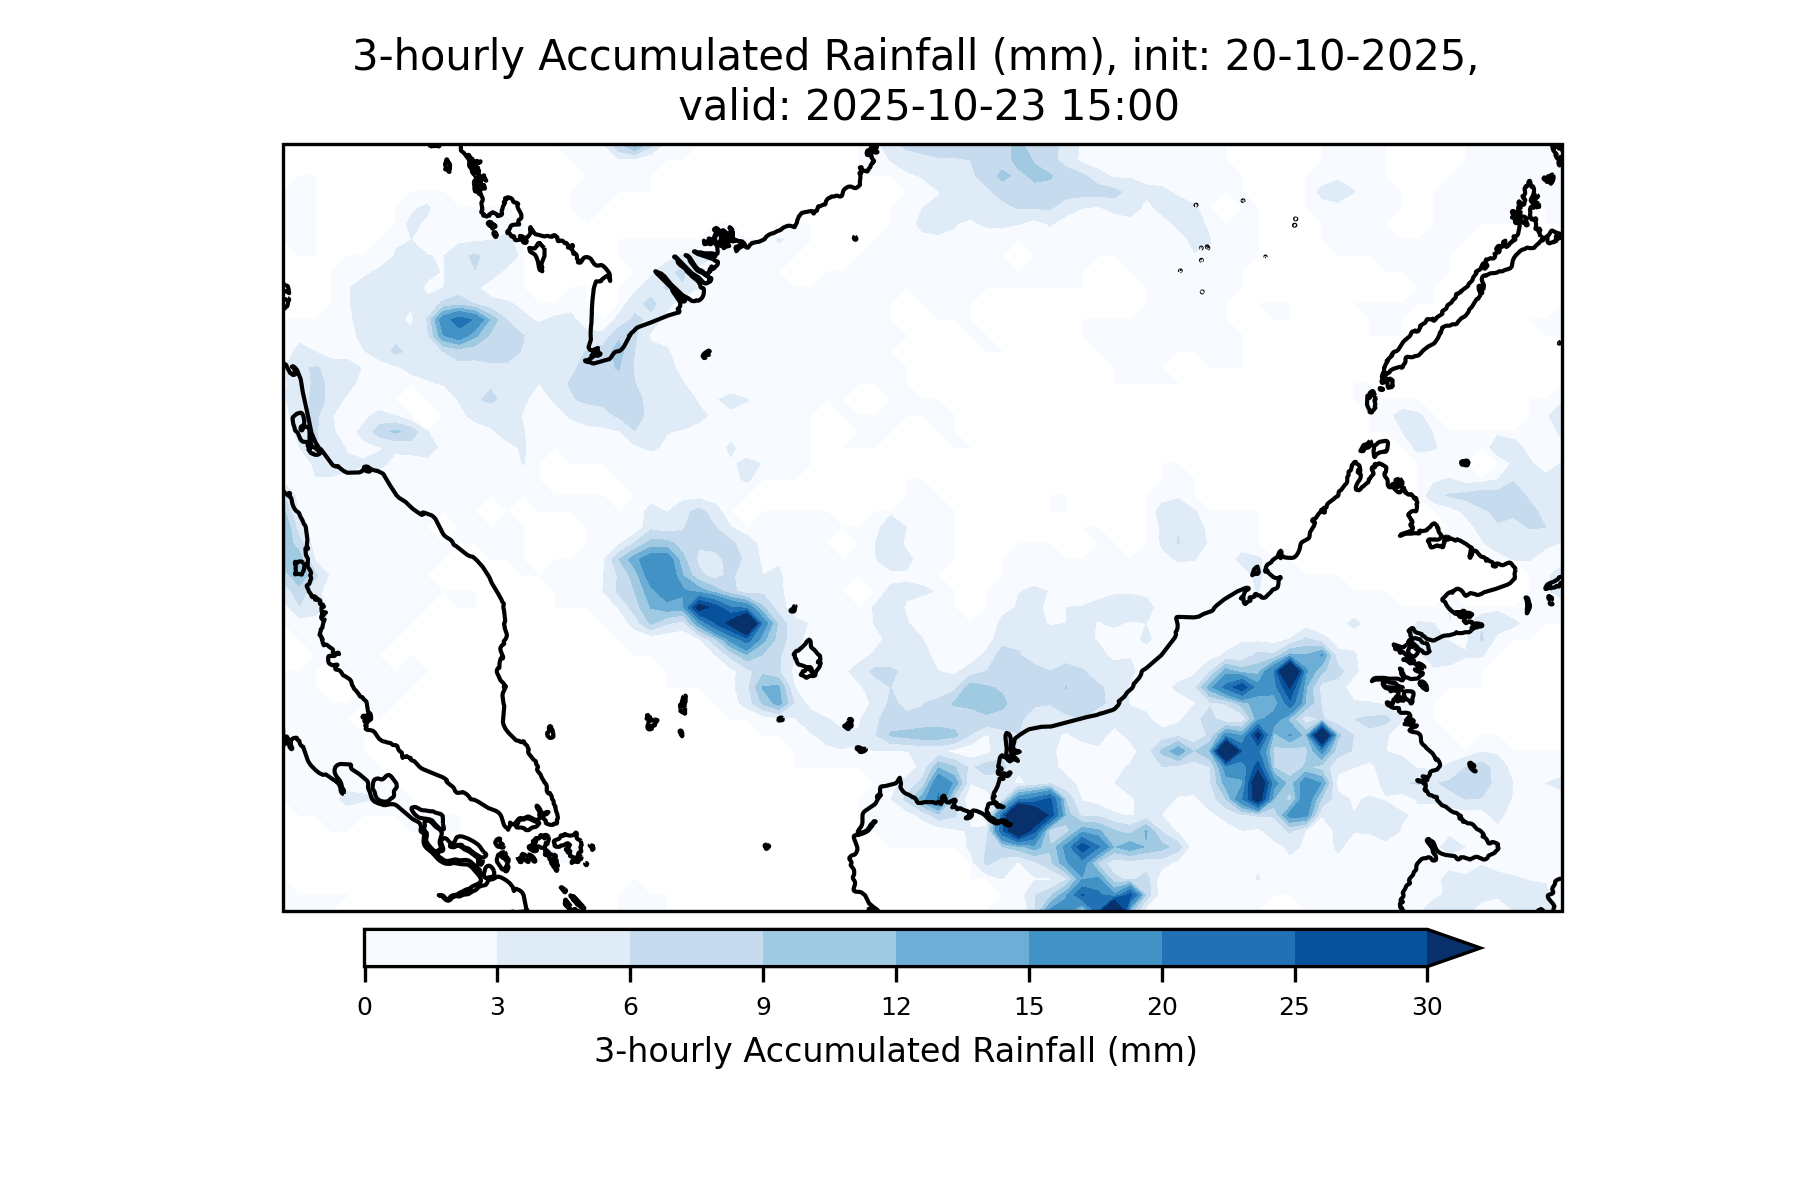 3-hourly Accumulated Rainfall (mm), init: 20-10-2025,
valid: 2025-10-23 15:00
0 3 6 9 12 15 20 25 30
3-hourly Accumulated Rainfall (mm)